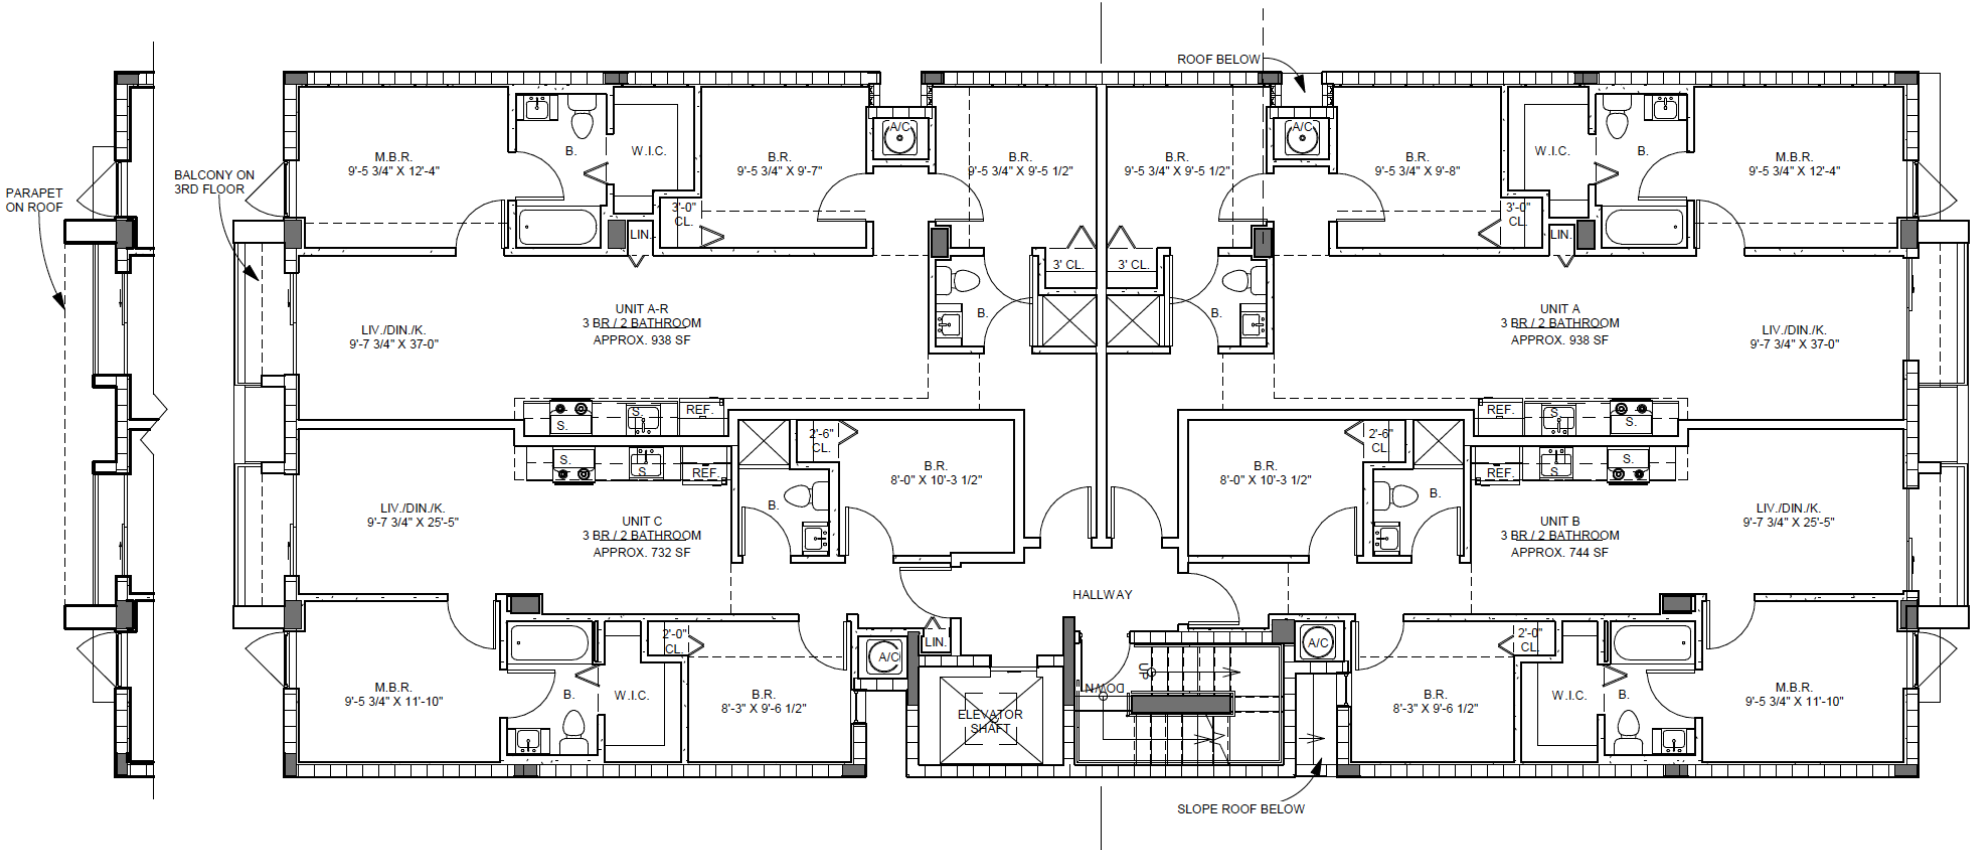 ROOF BELOW
PARAPET
ON ROOF
BALCONY ON
3RD FLOOR
M.B.R.
9'-5 3/4" X 12'-4"
B.
W.I.C.
B.R.
9'-5 3/4" X 9'-7"
A/C
B.R.
9'-5 3/4" X 9'-5 1/2"
B.R.
9'-5 3/4" X 9'-5 1/2"
A/C
B.R.
9'-5 3/4" X 9'-8"
W.I.C.
B.
M.B.R.
9'-5 3/4" X 12'-4"
3'-0"
CL.
LIN.
3'-0"
CL.
LIN.
3' CL.
3' CL.
B.
B.
LIV./DIN./K.
9'-7 3/4" X 37'-0"
UNIT A-R
3 BR / 2 BATHROOM
APPROX. 938 SF
UNIT A
3 BR / 2 BATHROOM
APPROX. 938 SF
LIV./DIN./K.
9'-7 3/4" X 37'-0"
S.
S.
REF.
REF.
S.
S.
S.
S.
REF.
2'-6"
CL.
B.R.
8'-0" X 10'-3 1/2"
B.
B.R.
8'-0" X 10'-3 1/2"
2'-6"
CL.
B.
REF.
S.
S.
LIV./DIN./K.
9'-7 3/4" X 25'-5"
UNIT C
3 BR / 2 BATHROOM
APPROX. 732 SF
UNIT B
3 BR / 2 BATHROOM
APPROX. 744 SF
LIV./DIN./K.
9'-7 3/4" X 25'-5"
HALLWAY
2'-0"
CL.
LIN.
A/C
A/C
2'-0"
CL.
M.B.R.
9'-5 3/4" X 11'-10"
B.
W.I.C.
B.R.
8'-3" X 9'-6 1/2"
ELEVATOR
SHAFT
DOWN
UP
B.R.
8'-3" X 9'-6 1/2"
W.I.C.
B.
M.B.R.
9'-5 3/4" X 11'-10"
SLOPE ROOF BELOW